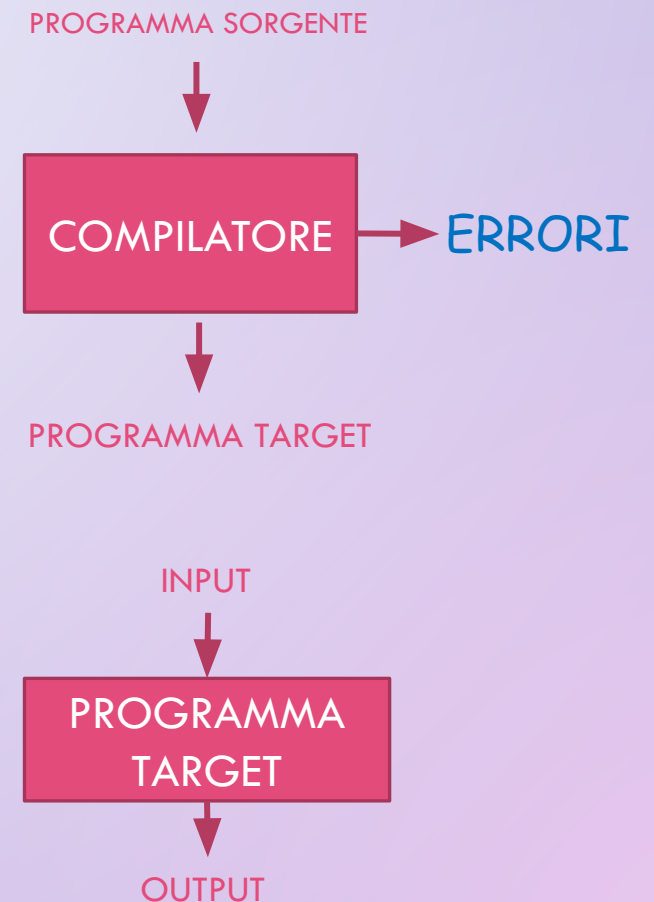 PROGRAMMA SORGENTE
COMPILATORE
ERRORI
PROGRAMMA TARGET
INPUT
PROGRAMMA
TARGET
OUTPUT